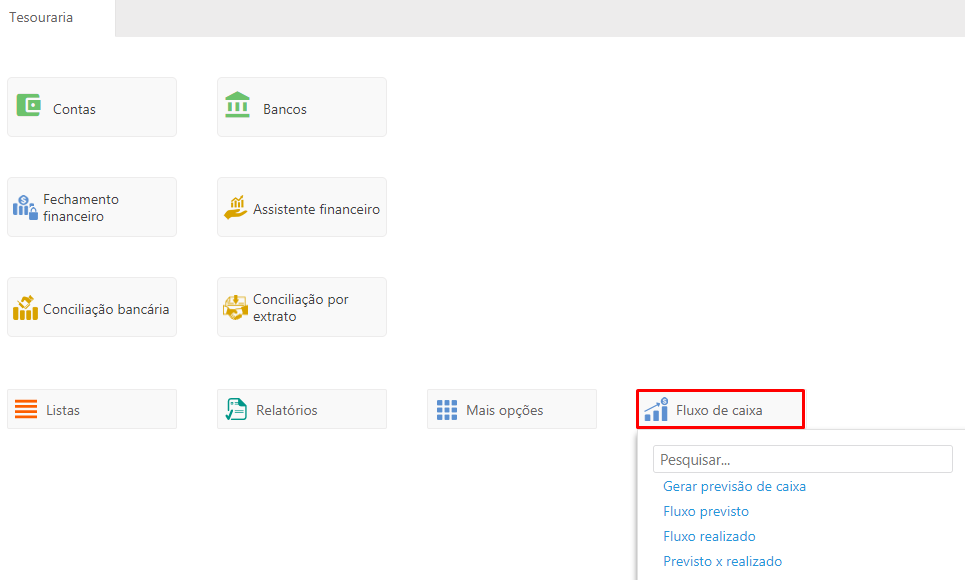 Tesouraria
Contas
Bancos
Fechamento
financeiro
Assistente financeiro
Conciliação bancária
Conciliação por
extrato
Listas
Relatórios
Mais opções
Fluxo de caixa
Pesquisar...
Gerar previsão de caixa
Fluxo previsto
Fluxo realizado
Previsto x realizado